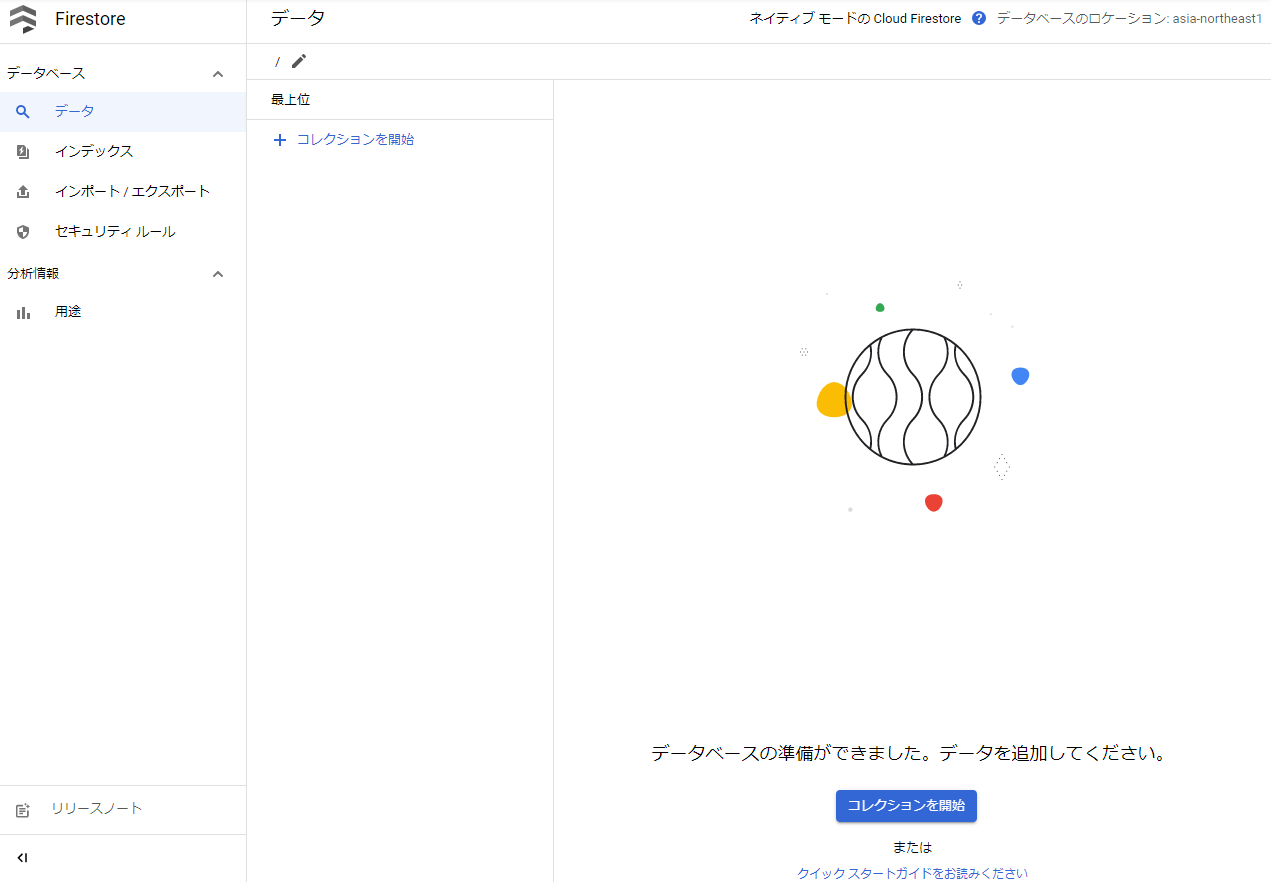 Firestore
データ
ネイティブ モードの Cloud Firestore ? データベースのロケーション: asia-northeast1
/
データベース
データ
インデックス
インポート / エクスポート
セキュリティ ルール
分析情報
用途
リリースノート
最上位
コレクションを開始
データベースの準備ができました。データを追加してください。
コレクションを開始
または
クイック スタートガイドをお読みください